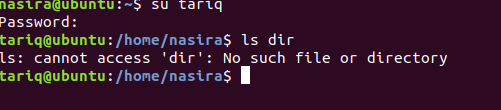 nasira@ubuntu:~$ su tariq
Password:
tariq@ubuntu:/home/nasira$ ls dir
ls: cannot access 'dir': No such file or directory
tariq@ubuntu:/home/nasira$